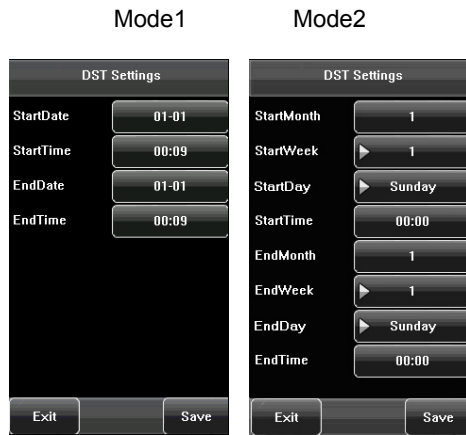 Mode1
Mode2
DST Settings
StartDate 01-01
StartTime 00:09
EndDate 01-01
EndTime 00:09
Exit Save
DST Settings
StartMonth 1
StartWeek 1
StartDay Sunday
StartTime 00:00
EndMonth 1
EndWeek 1
EndDay Sunday
EndTime 00:00
Exit Save